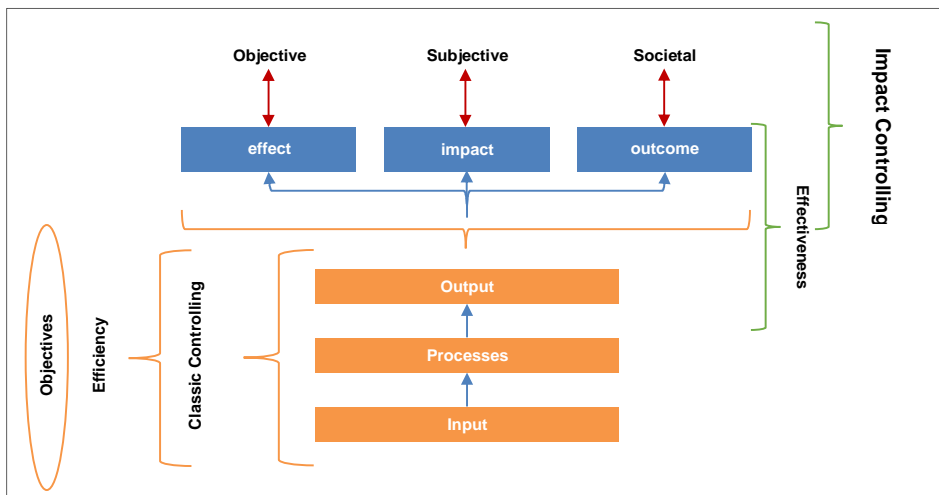 Objective
Subjective
Societal
effect
impact
outcome
Impact Controlling
Effectiveness
Output
Processes
Input
Classic Controlling
Efficiency
Objectives